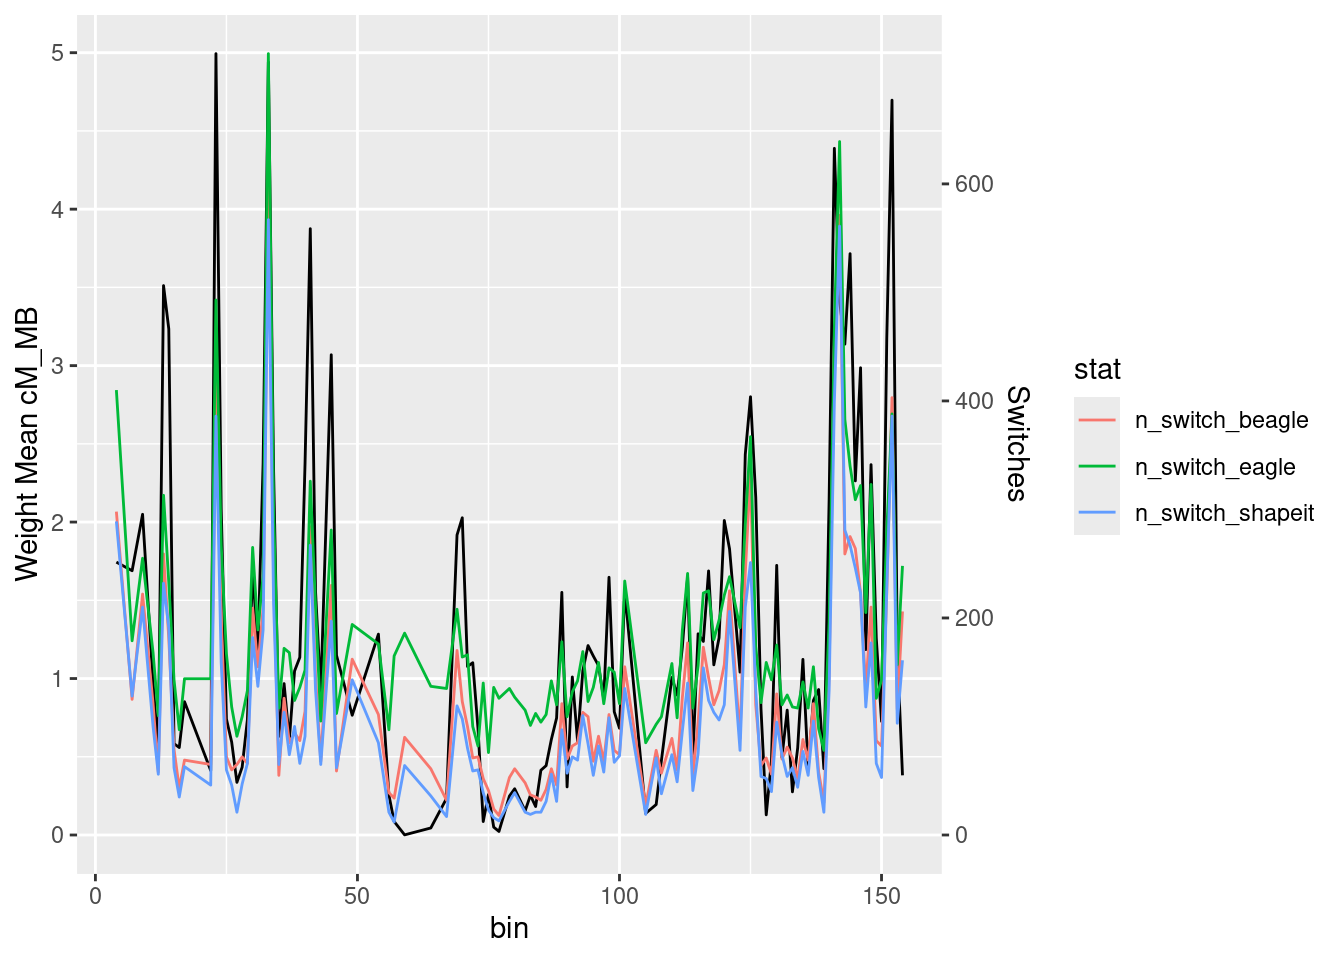 Weight Mean cM_MB
5
4
3
2
1
0
0
50
100
150
bin
600
400
200
0
Switches
stat
n_switch_beagle
n_switch_eagle
n_switch_shapeit